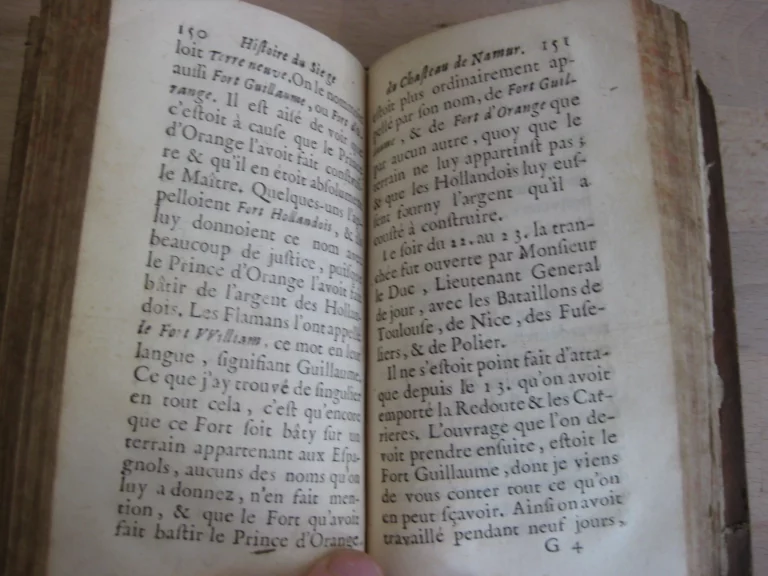 150 Histoire du Siege
loit Terre neuve. On le nommoit
aussi Fort Guillaume, ou Fort d'O-
range. Il est aisé de voir que
c'estoit à cause que le Prince
d'Orange l'avoit fait construi-
re & qu'il en étoit absolument
le Maître. Quelques-uns l'ap-
pelloient Fort Hollandois, &
luy donnoient ce nom avec
beaucoup de justice, puisque
le Prince d'Orange l'avoit fait
bâtir de l'argent des Hollan-
dois. Les Flamans l'ont appellé
le Fort VVilliam, ce mot en leur
langue, signifiant Guillaume.
Ce que j'ay trouvé de singulier
en tout cela, c'est qu'encore
que ce Fort soit bâty sur un
terrain appartenant aux Espa-
gnols, aucuns des noms qu'on
luy a donnez, n'en fait men-
tion, & que le Fort qu'avoit
fait bastir le Prince d'Orange
du Chasteau de Namur. 151
estoit plus ordinairement ap-
pellé par son nom, de Fort Guil-
laume, & de Fort d'Orange que
par aucun autre, quoy que le
terrain ne luy appartinst pas ;
& que les Hollandois luy eus-
sent fourny l'argent qu'il a
cousté à construire.
Le soir du 22. au 23. la tran-
chée fut ouverte par Monsieur
le Duc, Lieutenant General
de jour, avec les Bataillons de
Toulouse, de Nice, des Fuse-
liers, & de Polier.
Il ne s'estoit point fait d'atta-
que depuis le 13. qu'on avoit
emporté la Redoute & les Car-
rieres. L'ouvrage que l'on de-
voit prendre ensuite, estoit le
Fort Guillaume, dont je viens
de vous conter tout ce qu'on
en peut sçavoir. Ainsi on avoit
travaillé pendant neuf jours,
G 4